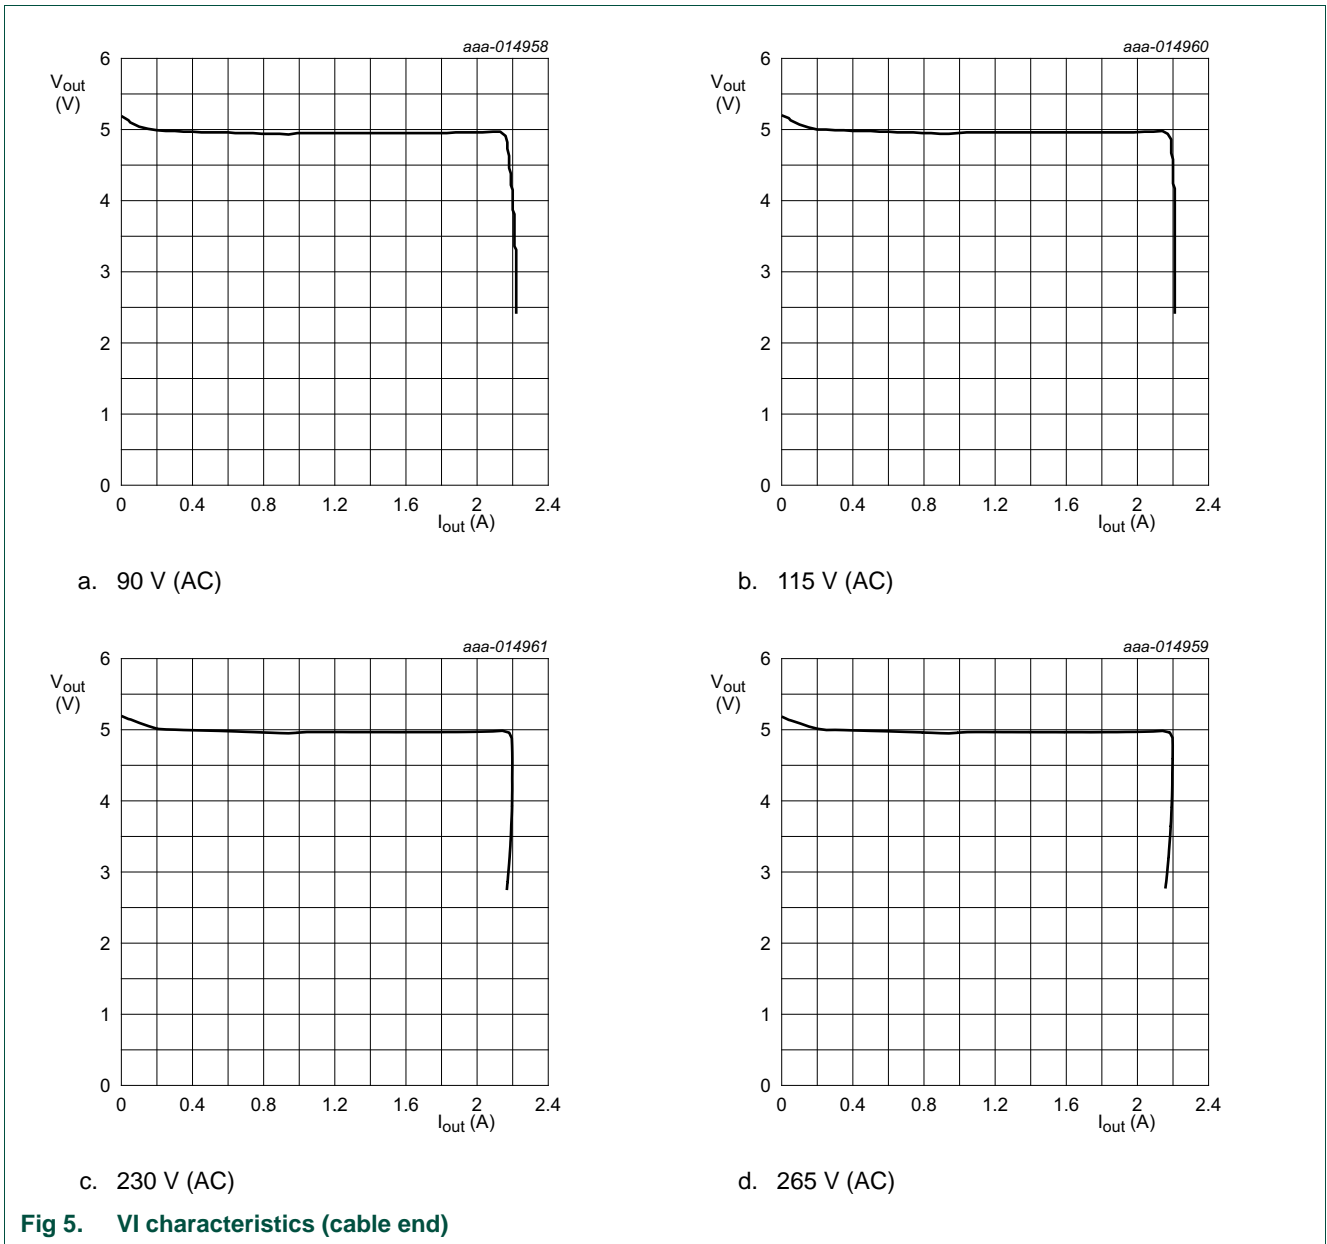 aaa-014958
6
Vout
(V)
5
4
3
2
1
0
0 0.4 0.8 1.2 1.6 2 2.4
Iout (A)
a. 90 V (AC)
aaa-014960
6
Vout
(V)
5
4
3
2
1
0
0 0.4 0.8 1.2 1.6 2 2.4
Iout (A)
b. 115 V (AC)
aaa-014961
6
Vout
(V)
5
4
3
2
1
0
0 0.4 0.8 1.2 1.6 2 2.4
Iout (A)
c. 230 V (AC)
aaa-014959
6
Vout
(V)
5
4
3
2
1
0
0 0.4 0.8 1.2 1.6 2 2.4
Iout (A)
d. 265 V (AC)
Fig 5. VI characteristics (cable end)